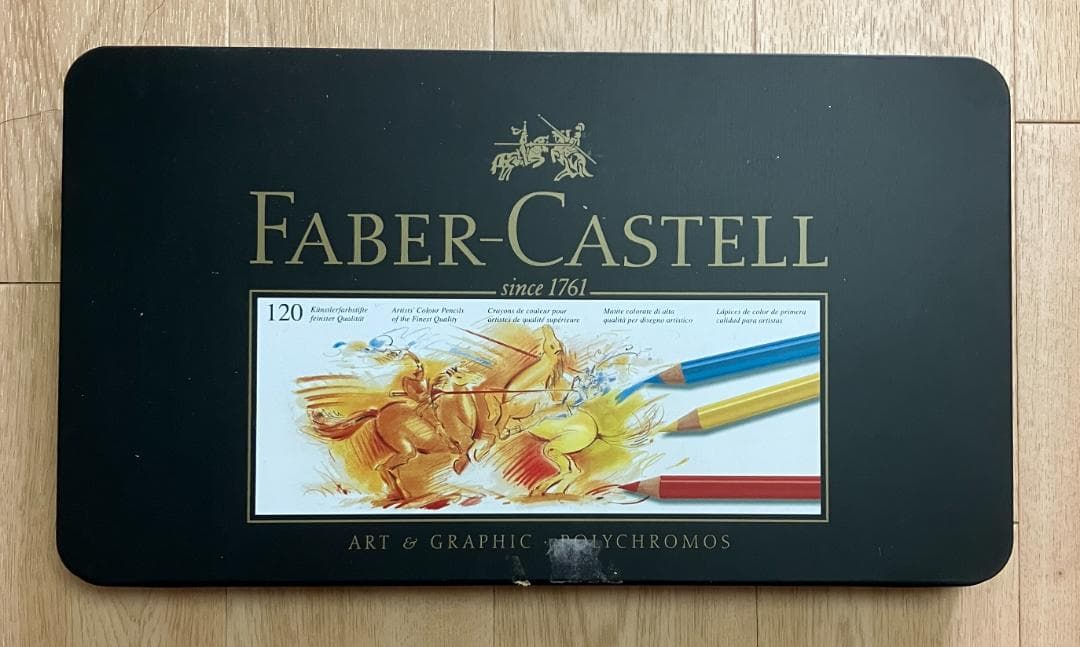 FABER-CASTELL
since 1761
120
Künstlerfarbstifte
feinster Qualität
Artists' Colour Pencils
of the Finest Quality
Crayons de couleur pour
artistes de qualité supérieure
Matite colorate di alta
qualità per disegno artistico
Lápices de color de primera
calidad para artistas
ART & GRAPHIC · POLYCHROMOS